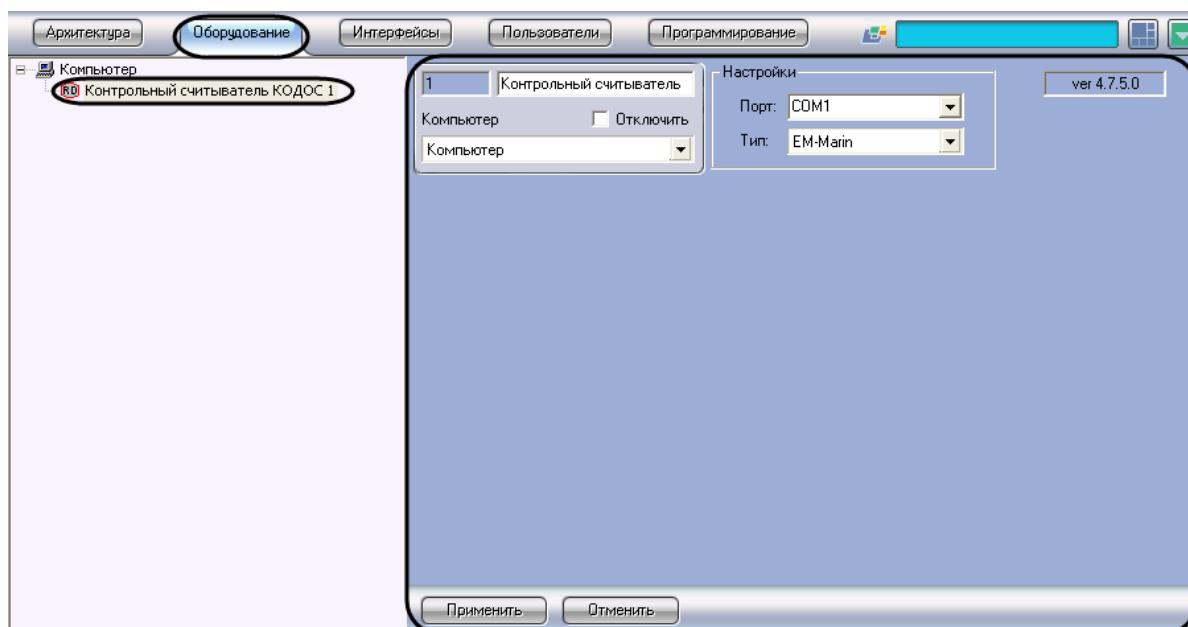 Архитектура Оборудование Интерфейсы Пользователи Программирование
Компьютер
RD Контрольный считыватель КОДОС 1
1 Контрольный считыватель
Компьютер Отключить
Компьютер
Настройки
Порт: COM1
Тип: EM-Marin
ver 4.7.5.0
Применить Отменить